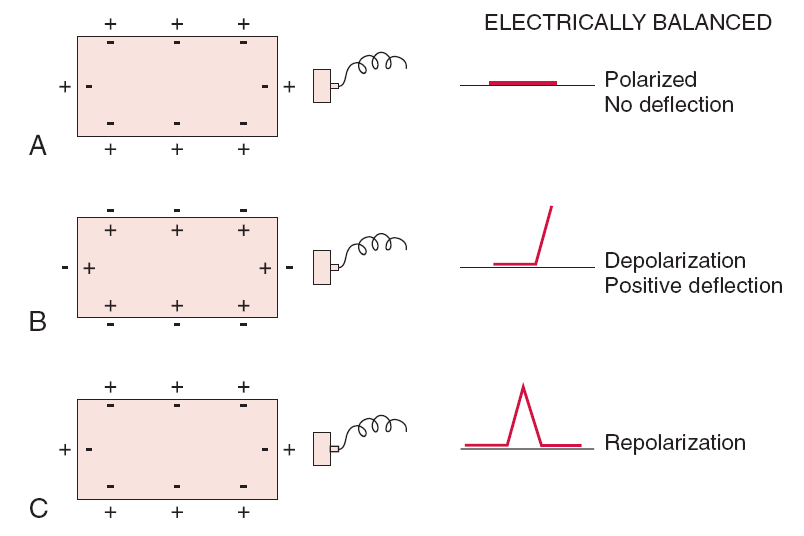 ELECTRICALLY BALANCED
+ + +
- - -
+ - - +
Polarized
No deflection
- - -
+ + +
A
- - -
+ + +
- + + -
Depolarization
Positive deflection
+ + +
- - -
B
+ + +
- - -
+ - - +
Repolarization
- - -
+ + +
C